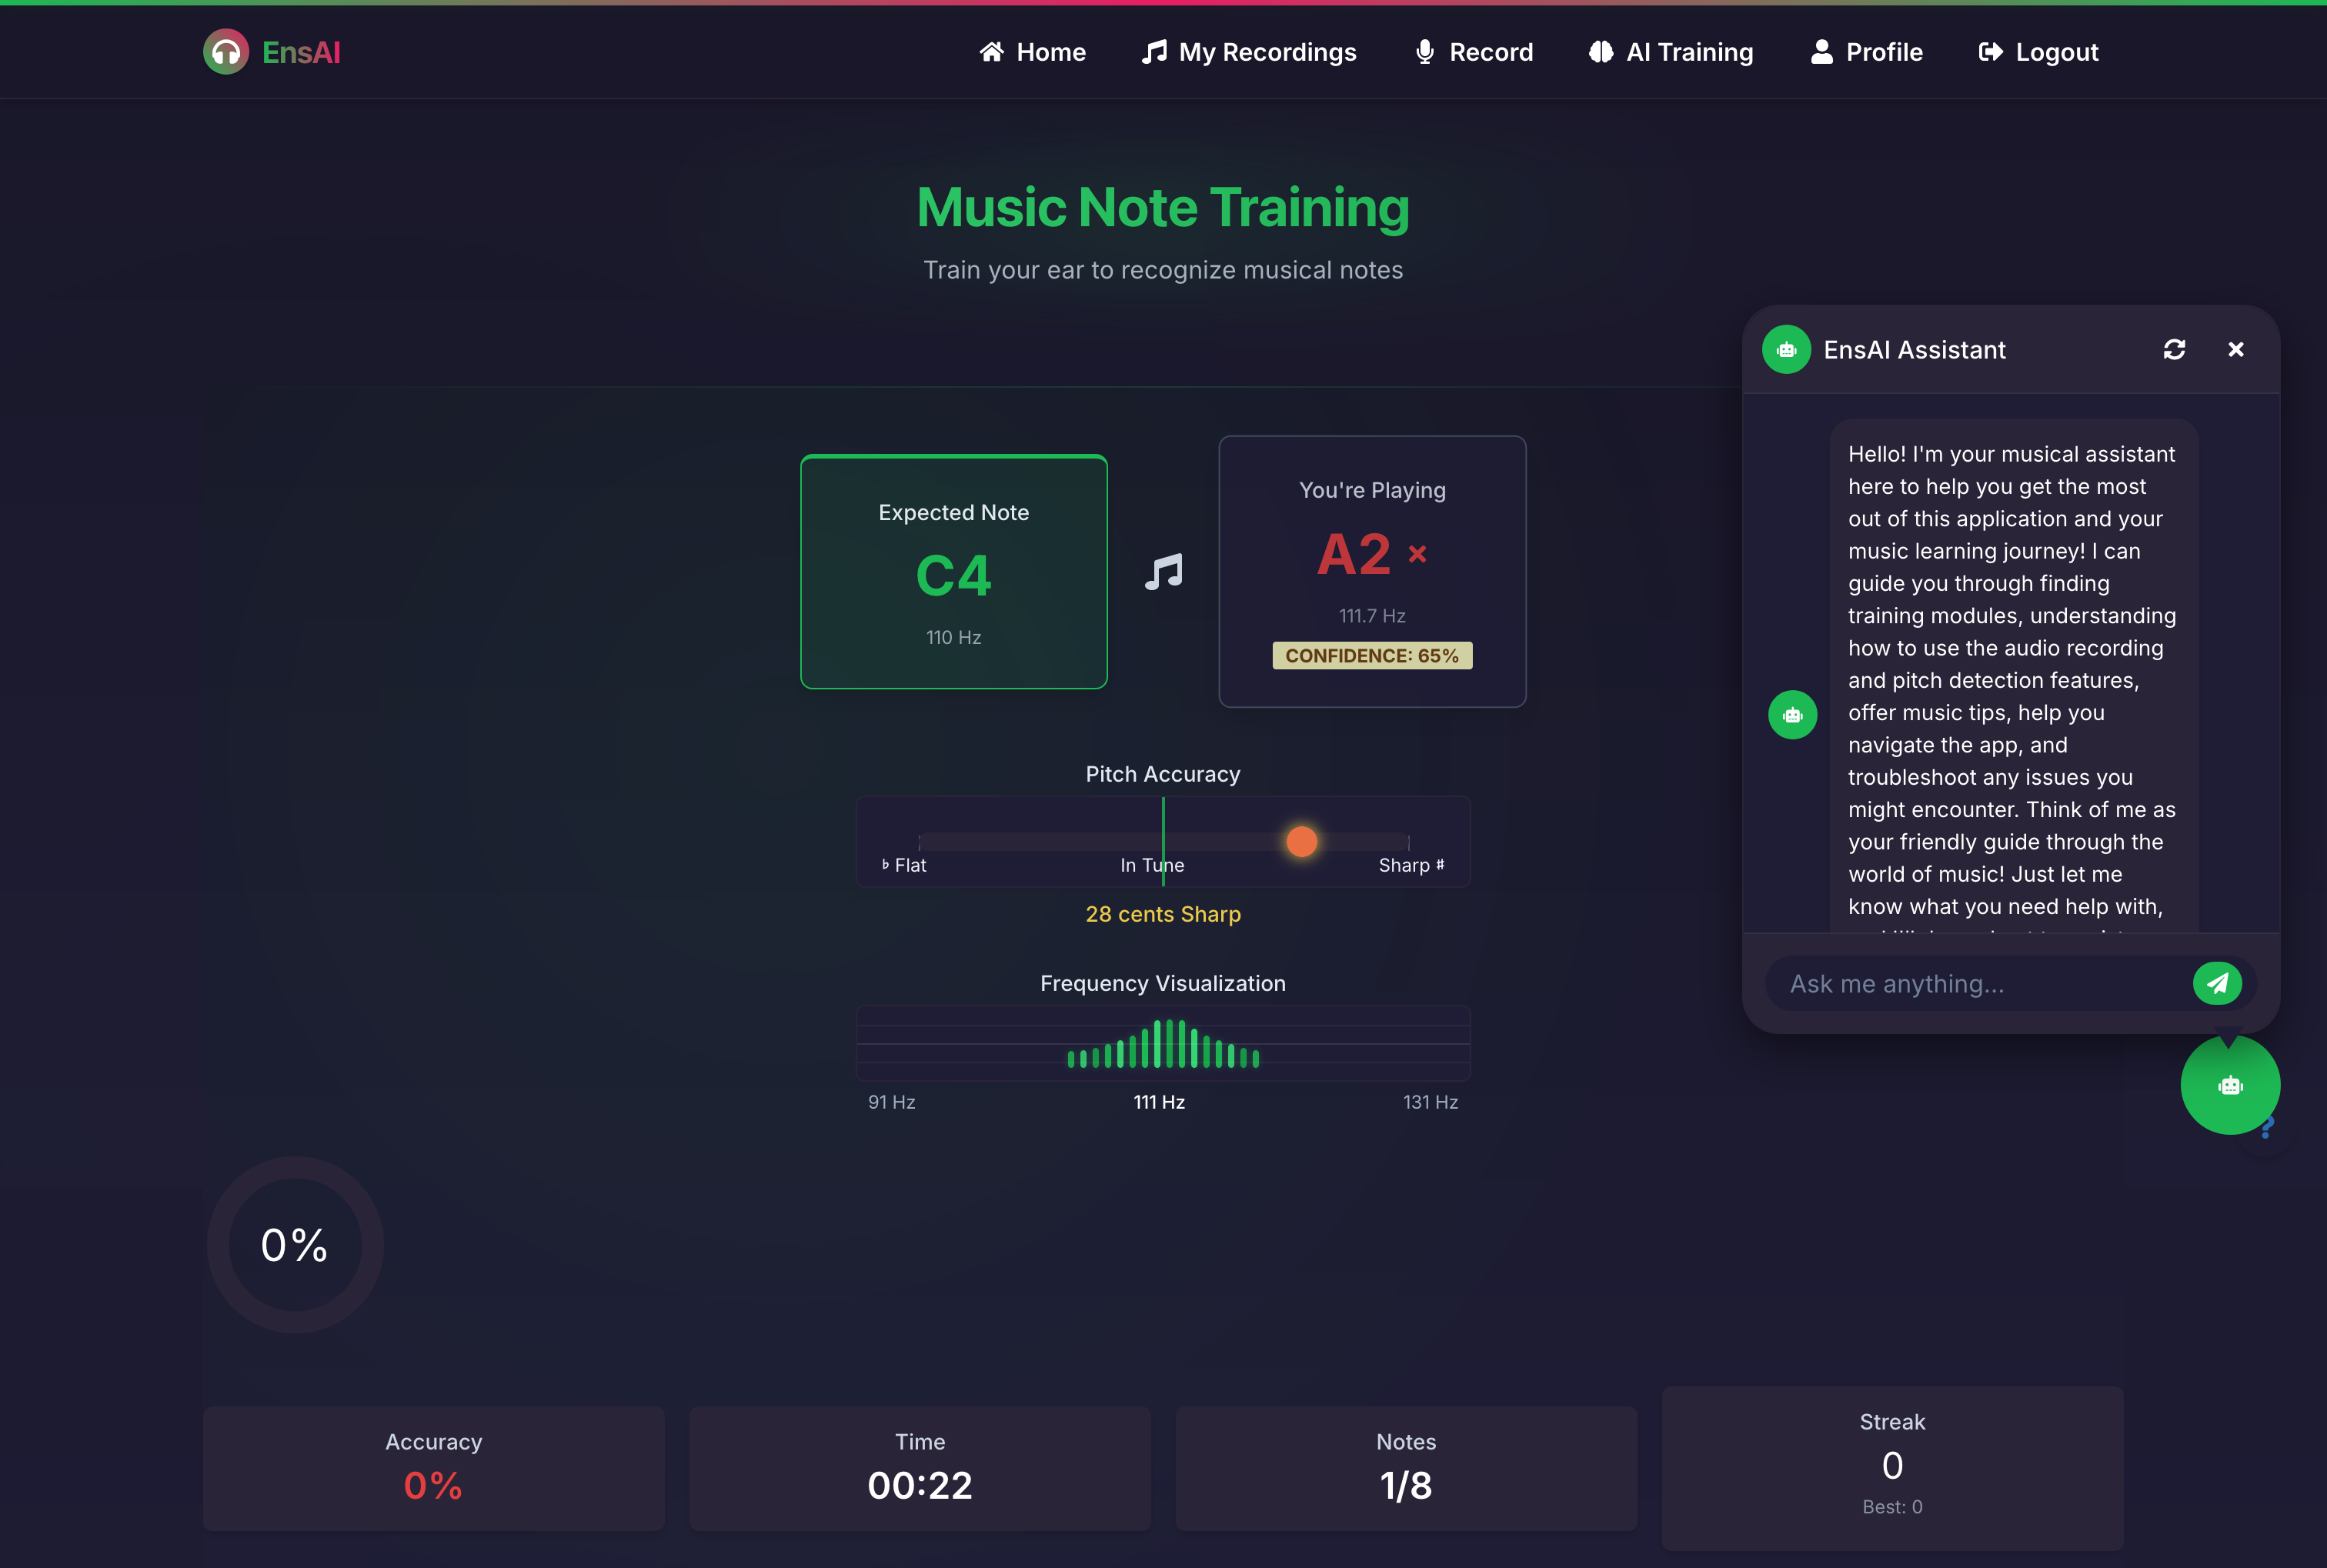 EnsAI
Home
My Recordings
Record
AI Training
Profile
Logout
Music Note Training
Train your ear to recognize musical notes
Expected Note
C4
110 Hz
You're Playing
A2 ×
111.7 Hz
CONFIDENCE: 65%
Pitch Accuracy
♭ Flat
In Tune
Sharp ♯
28 cents Sharp
Frequency Visualization
91 Hz
111 Hz
131 Hz
0%
Accuracy
0%
Time
00:22
Notes
1/8
Streak
0
Best: 0
EnsAI Assistant
Hello! I'm your musical assistant
here to help you get the most
out of this application and your
music learning journey! I can
guide you through finding
training modules, understanding
how to use the audio recording
and pitch detection features,
offer music tips, help you
navigate the app, and
troubleshoot any issues you
might encounter. Think of me as
your friendly guide through the
world of music! Just let me
know what you need help with,
Ask me anything...
?